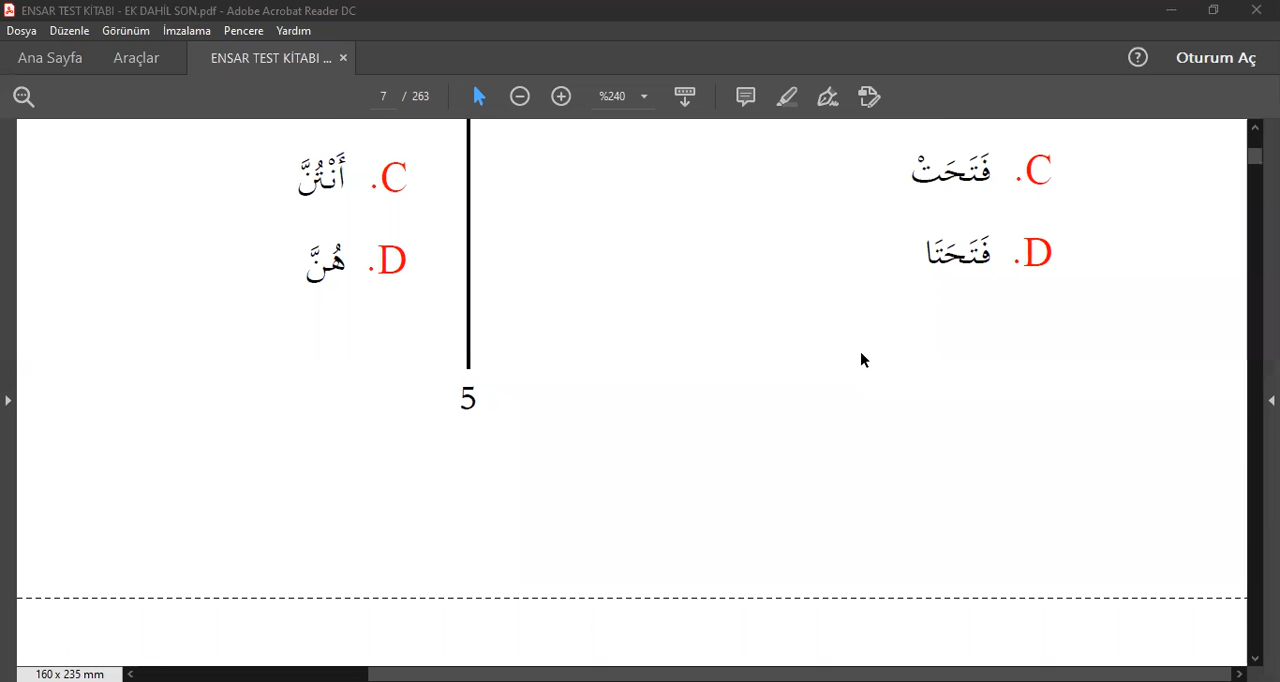 ENSAR TEST KİTABI - EK DAHİL SON.pdf - Adobe Acrobat Reader DC
Dosya Düzenle Görünüm İmzalama Pencere Yardım
Ana Sayfa Araçlar ENSAR TEST KİTABI ... × ? Oturum Aç
7 / 263 %240
C. فَتَحَتْ
D. فَتَحَتَا
C. أَنْتُنَّ
D. هُنَّ
5
160 x 235 mm